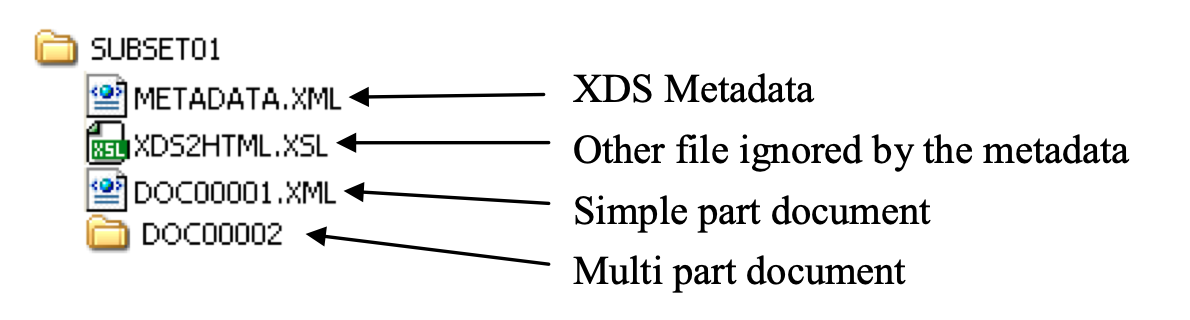 SUBSET01
METADATA.XML XDS Metadata
XSL XDS2HTML.XSL Other file ignored by the metadata
DOC00001.XML Simple part document
DOC00002 Multi part document